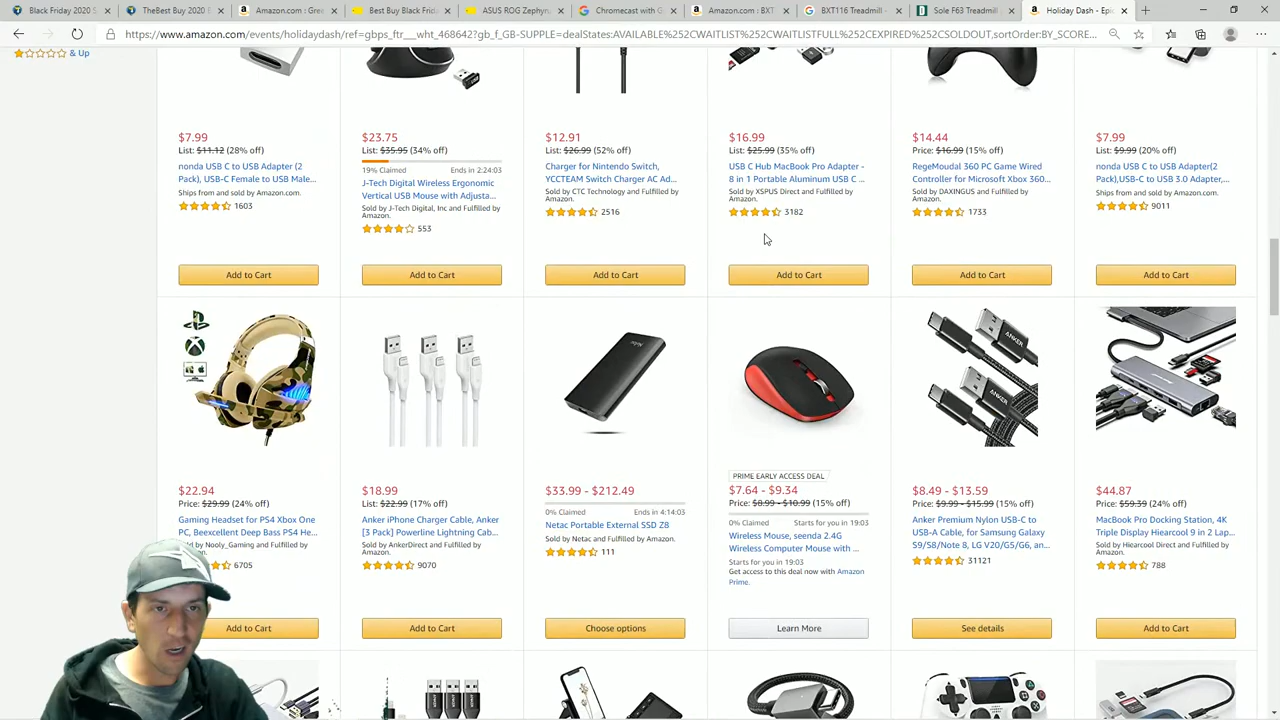 Black Friday 2020 S
TheBest Buy 2020 B
Amazon.com : Grea
Best Buy Black Frida
ASUS ROG Zephyru
Chromecast with G
Amazon.com: BXT
BXT116 Treadmill -
Sole F63 Treadmill
Holiday Dash – Epic
https://www.amazon.com/events/holidaydash/ref=gbps_ftr___wht_468642?gb_f_GB-SUPPLE=dealStates:AVAILABLE%252CWAITLIST%252CWAITLISTFULL%252CEXPIRED%252CSOLDOUT,sortOrder:BY_SCORE...
& Up
$7.99
List: $11.12 (28% off)
nonda USB C to USB Adapter (2
Pack), USB-C Female to USB Male...
Ships from and sold by Amazon.com.
1603
Add to Cart
$23.75
List: $35.95 (34% off)
19% Claimed Ends in 2:24:03
J-Tech Digital Wireless Ergonomic
Vertical USB Mouse with Adjusta...
Sold by J-Tech Digital, Inc and Fulfilled by
Amazon.
553
Add to Cart
$12.91
List: $26.99 (52% off)
Charger for Nintendo Switch,
YCCTEAM Switch Charger AC Ad...
Sold by CTC Technology and Fulfilled by
Amazon.
2516
Add to Cart
$16.99
List: $25.99 (35% off)
USB C Hub MacBook Pro Adapter -
8 in 1 Portable Aluminum USB C ...
Sold by XSPUS Direct and Fulfilled by
Amazon.
3182
Add to Cart
$14.44
Price: $16.99 (15% off)
RegeMoudal 360 PC Game Wired
Controller for Microsoft Xbox 360...
Sold by DAXINGUS and Fulfilled by
Amazon.
1733
Add to Cart
$7.99
List: $9.99 (20% off)
nonda USB C to USB Adapter(2
Pack),USB-C to USB 3.0 Adapter,...
Ships from and sold by Amazon.com.
9011
Add to Cart
$22.94
Price: $29.99 (24% off)
Gaming Headset for PS4 Xbox One
PC, Beexcellent Deep Bass PS4 He...
Sold by Nooly_Gaming and Fulfilled by
6705
Add to Cart
$18.99
List: $22.99 (17% off)
Anker iPhone Charger Cable, Anker
[3 Pack] Powerline Lightning Cab...
Sold by AnkerDirect and Fulfilled by
Amazon.
9070
Add to Cart
Netac
$33.99 - $212.49
0% Claimed Ends in 4:14:03
Netac Portable External SSD Z8
Sold by Netac and Fulfilled by Amazon.
111
Choose options
PRIME EARLY ACCESS DEAL
$7.64 - $9.34
Price: $8.99 - $10.99 (15% off)
0% Claimed Starts for you in 19:03
Wireless Mouse, seenda 2.4G
Wireless Computer Mouse with ...
Starts for you in 19:03
Get access to this deal now with Amazon
Prime.
Learn More
ANKER
ANKER
$8.49 - $13.59
Price: $9.99 - $15.99 (15% off)
Anker Premium Nylon USB-C to
USB-A Cable, for Samsung Galaxy
S9/S8/Note 8, LG V20/G5/G6, an...
31121
See details
$44.87
Price: $59.39 (24% off)
MacBook Pro Docking Station, 4K
Triple Display Hiearcool 9 in 2 Lap...
Sold by Hiearcool Direct and Fulfilled by
Amazon.
788
Add to Cart